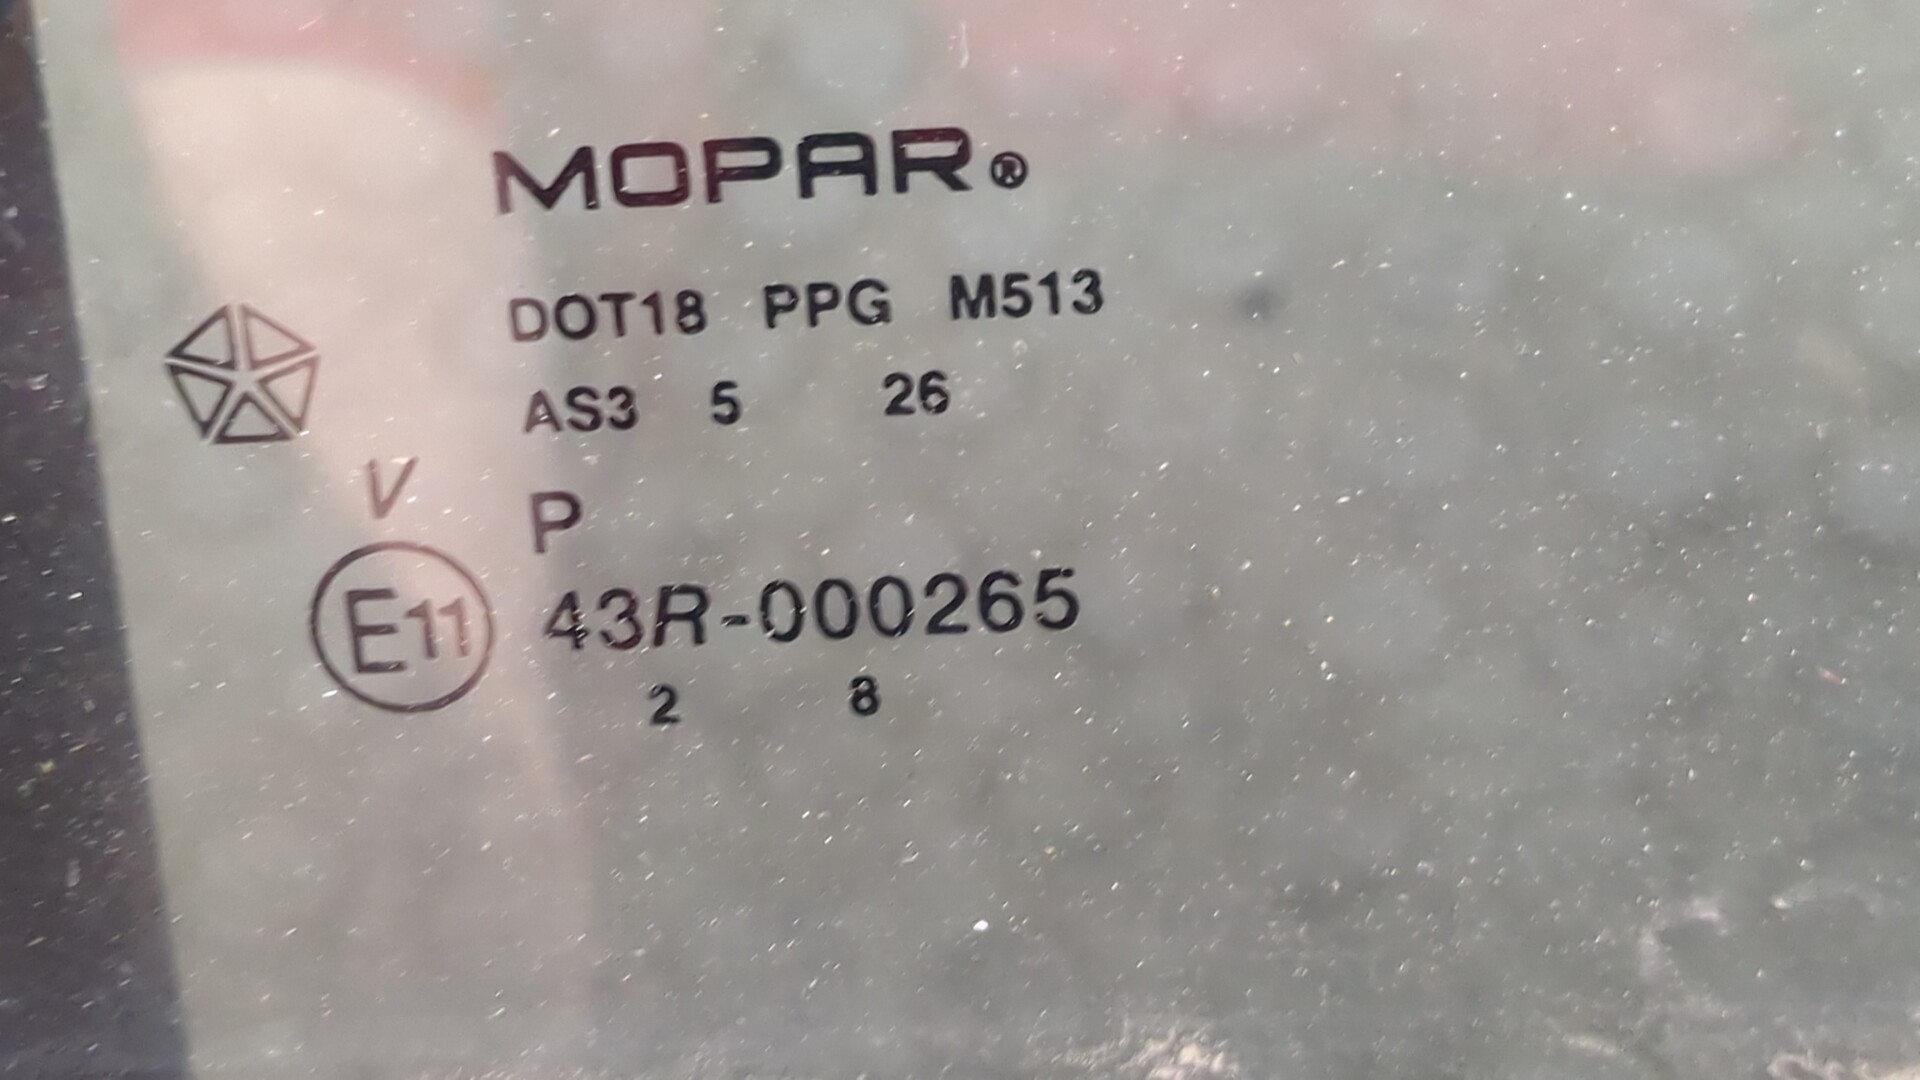 MOPAR®
DOT18 PPG M513
AS3 5 26
V P
E11 43R-000265
2 8